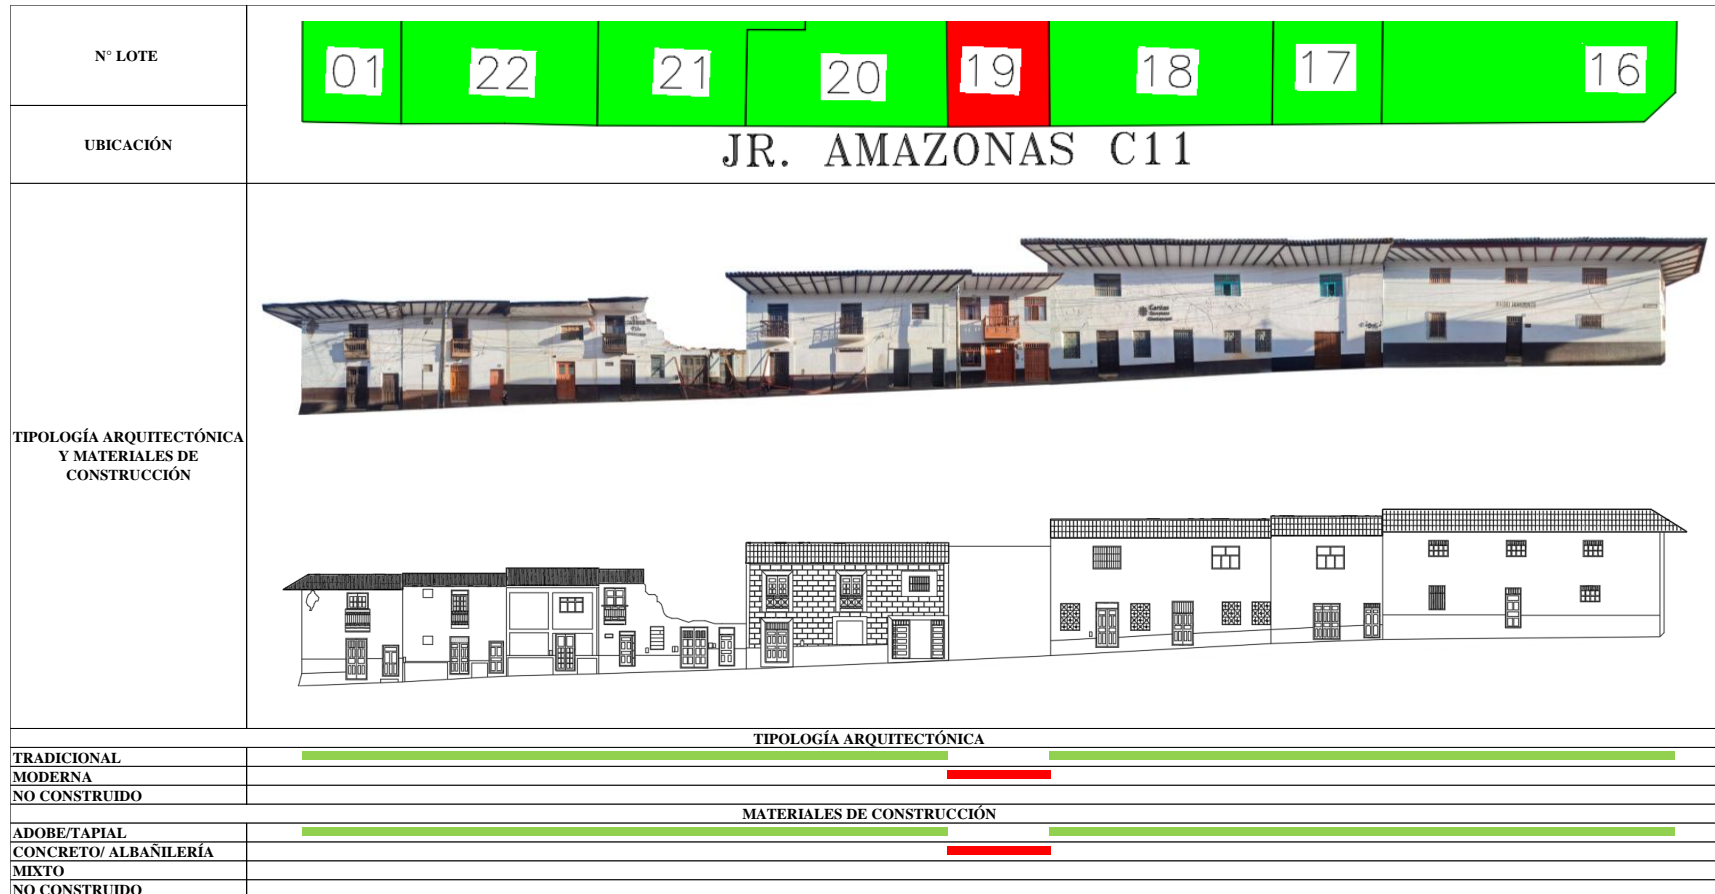 N° LOTE
01 22 21 20 19 18 17 16
UBICACIÓN
JR. AMAZONAS C11
Caritas
TIPOLOGÍA ARQUITECTÓNICA
Y MATERIALES DE
CONSTRUCCIÓN
TIPOLOGÍA ARQUITECTÓNICA
TRADICIONAL
MODERNA
NO CONSTRUIDO
MATERIALES DE CONSTRUCCIÓN
ADOBE/TAPIAL
CONCRETO/ ALBAÑILERÍA
MIXTO
NO CONSTRUIDO